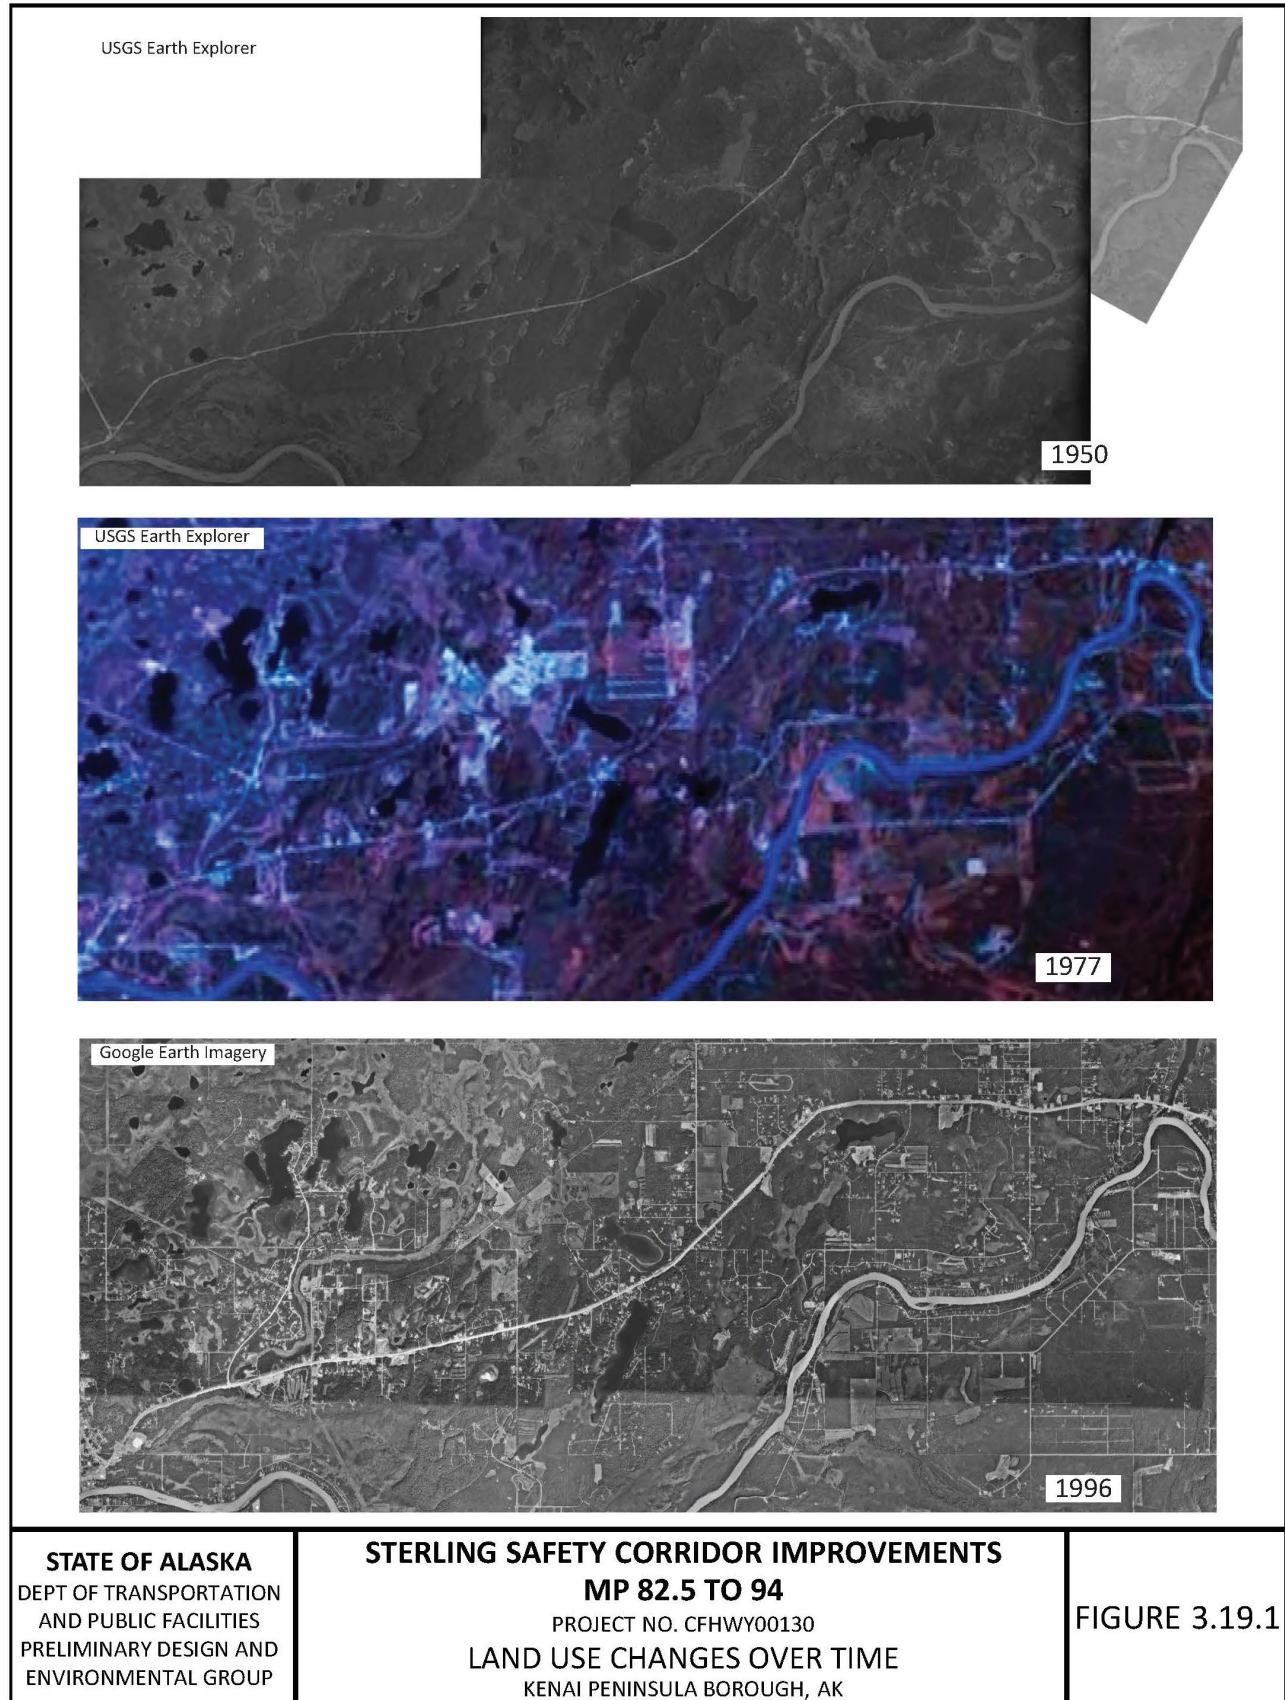 USGS Earth Explorer
1950
USGS Earth Explorer
1977
Google Earth Imagery
1996
STATE OF ALASKA
DEPT OF TRANSPORTATION
AND PUBLIC FACILITIES
PRELIMINARY DESIGN AND
ENVIRONMENTAL GROUP
STERLING SAFETY CORRIDOR IMPROVEMENTS
MP 82.5 TO 94
PROJECT NO. CFHWY00130
LAND USE CHANGES OVER TIME
KENAI PENINSULA BOROUGH, AK
FIGURE 3.19.1